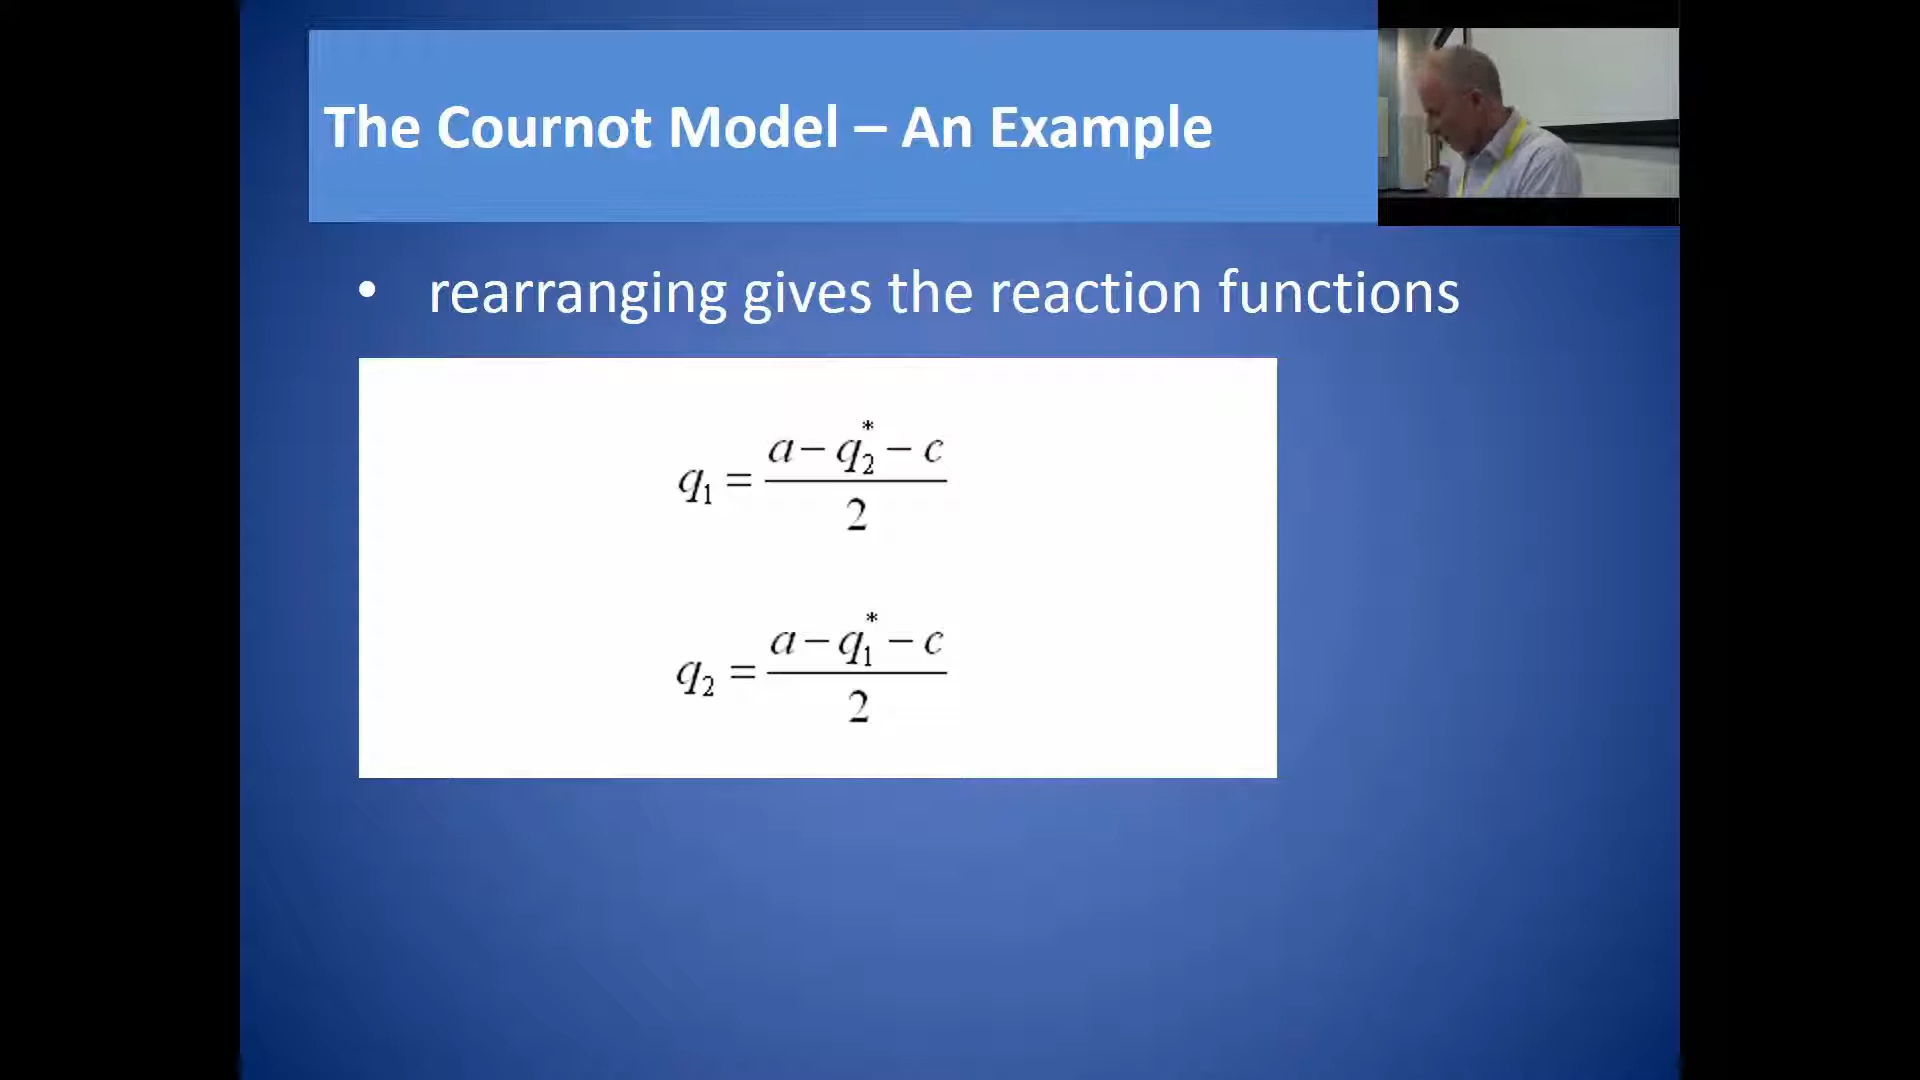 The Cournot Model – An Example
• rearranging gives the reaction functions
q₁ = (a − q₂* − c) / 2
q₂ = (a − q₁* − c) / 2